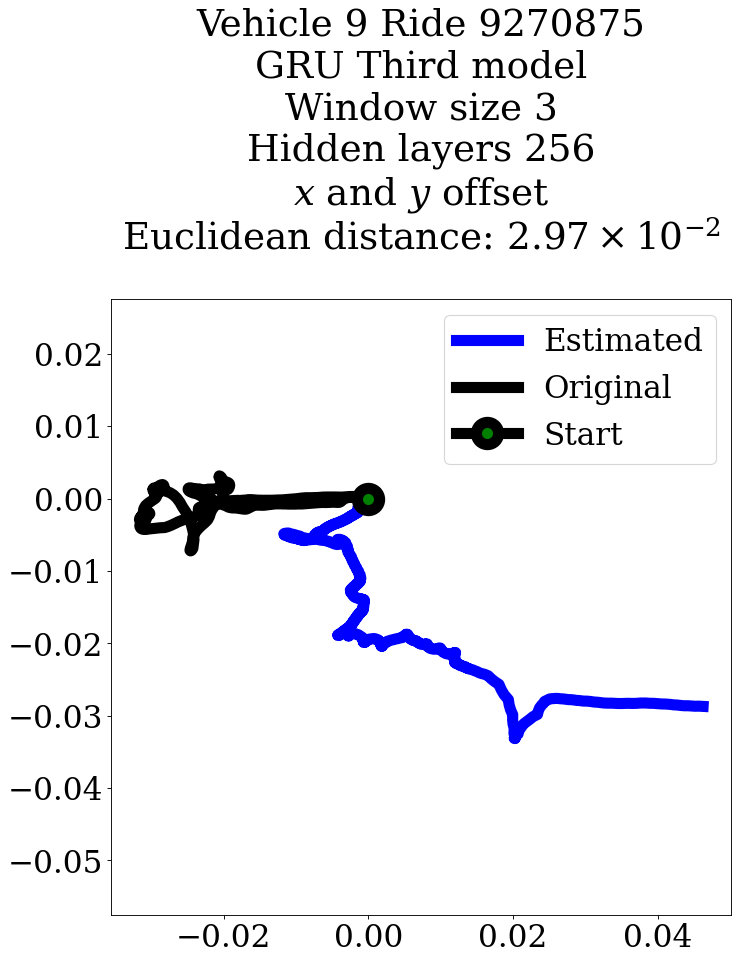 Vehicle 9 Ride 9270875
GRU Third model
Window size 3
Hidden layers 256
x and y offset
Euclidean distance: 2.97 × 10⁻²
Estimated
Original
Start
0.02
0.01
0.00
−0.01
−0.02
−0.03
−0.04
−0.05
−0.02 0.00 0.02 0.04